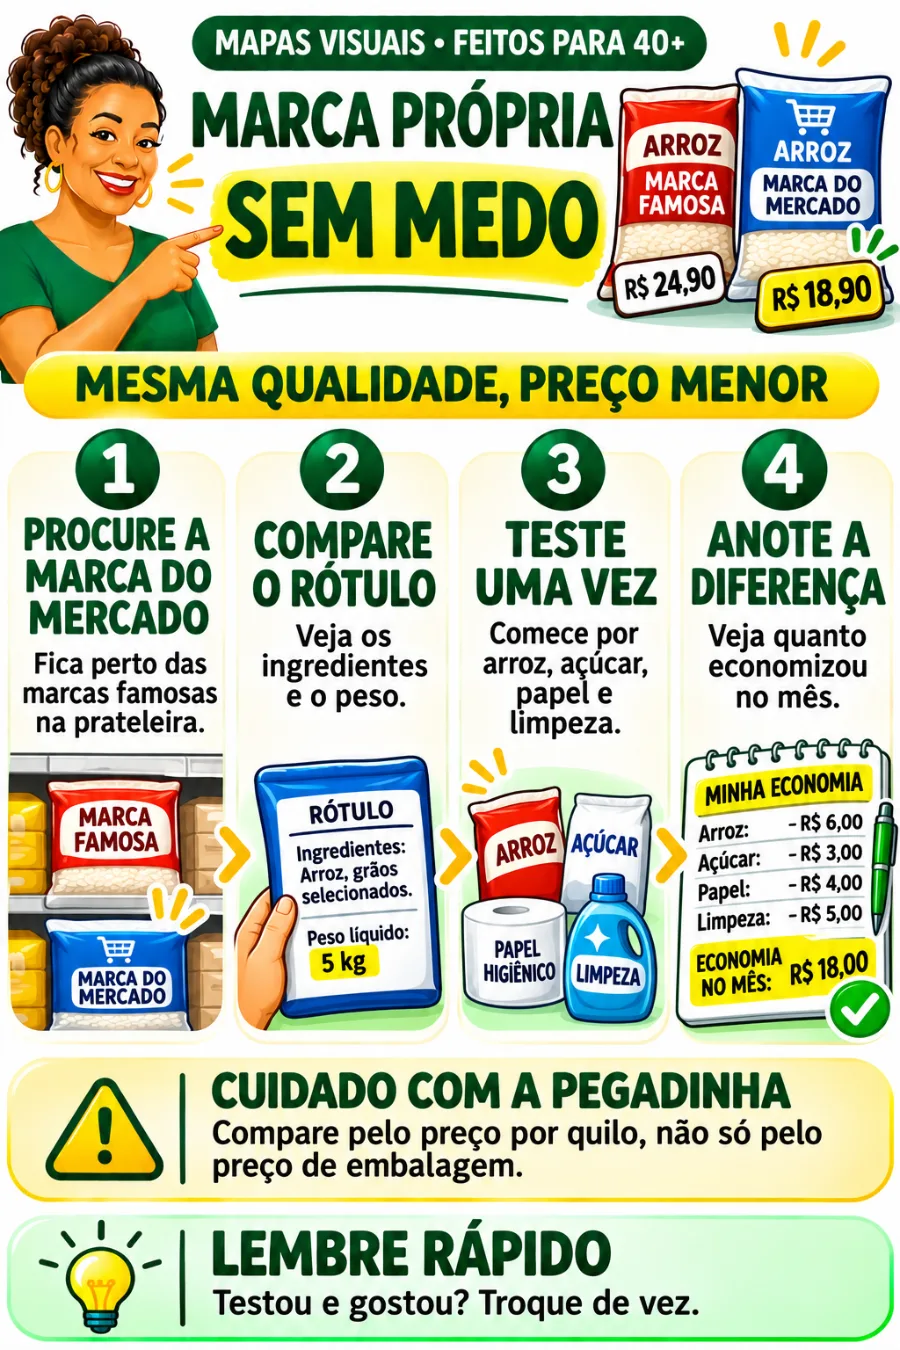 MAPAS VISUAIS • FEITOS PARA 40+
MARCA PRÓPRIA
SEM MEDO
ARROZ
MARCA
FAMOSA
R$ 24,90
ARROZ
MARCA DO
MERCADO
R$ 18,90
MESMA QUALIDADE, PREÇO MENOR
1
PROCURE A
MARCA DO
MERCADO
Fica perto das
marcas famosas
na prateleira.
MARCA
FAMOSA
MARCA DO
MERCADO
2
COMPARE
O RÓTULO
Veja os
ingredientes
e o peso.
RÓTULO
Ingredientes:
Arroz, grãos
selecionados.
Peso líquido:
5 kg
3
TESTE
UMA VEZ
Comece por
arroz, açúcar,
papel e
limpeza.
ARROZ
AÇÚCAR
PAPEL
HIGIÊNICO
LIMPEZA
4
ANOTE A
DIFERENÇA
Veja quanto
economizou
no mês.
MINHA ECONOMIA
Arroz: - R$ 6,00
Açúcar: - R$ 3,00
Papel: - R$ 4,00
Limpeza: - R$ 5,00
ECONOMIA
NO MÊS: R$ 18,00
CUIDADO COM A PEGADINHA
Compare pelo preço por quilo, não só pelo
preço de embalagem.
LEMBRE RÁPIDO
Testou e gostou? Troque de vez.